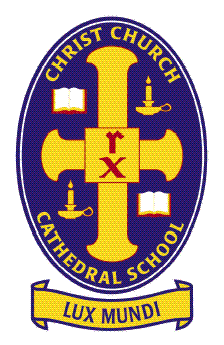 CHRIST CHURCH
r
X
CATHEDRAL SCHOOL
LUX MUNDI